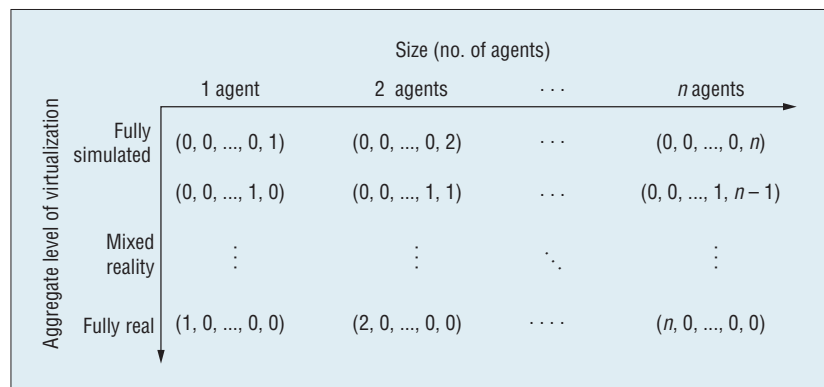 Size (no. of agents)
1 agent 2 agents · · · n agents
Aggregate level of virtualization
Fully simulated (0, 0, ..., 0, 1) (0, 0, ..., 0, 2) · · · (0, 0, ..., 0, n)
(0, 0, ..., 1, 0) (0, 0, ..., 1, 1) · · · (0, 0, ..., 1, n – 1)
Mixed reality ⋮ ⋮ ⋱ ⋮
Fully real (1, 0, ..., 0, 0) (2, 0, ..., 0, 0) · · · · (n, 0, ..., 0, 0)